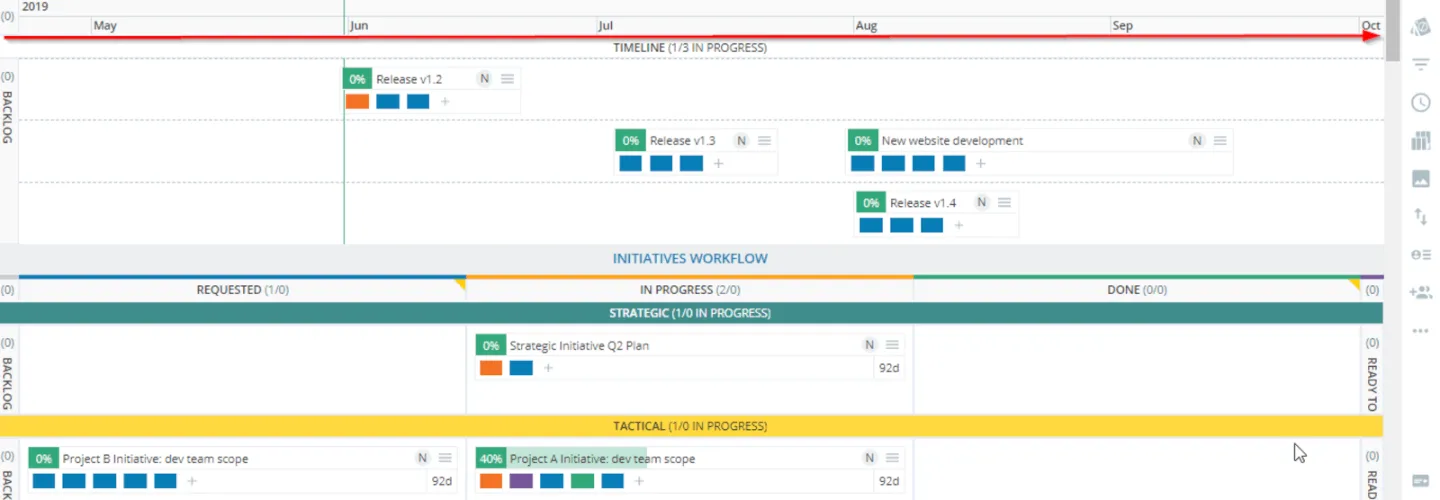 2019
(0)
May Jun Jul Aug Sep Oct
TIMELINE (1/3 IN PROGRESS)
(0)
BACKLOG
0% Release v1.2 N
+
0% Release v1.3 N
+
0% New website development N
+
0% Release v1.4 N
+
INITIATIVES WORKFLOW
(0) REQUESTED (1/0) IN PROGRESS (2/0) DONE (0/0) (0)
STRATEGIC (1/0 IN PROGRESS)
(0)
BACKLOG
0% Strategic Initiative Q2 Plan N
+ 92d
(0)
READY TO
TACTICAL (1/0 IN PROGRESS)
(0)
BACK
0% Project B Initiative: dev team scope N
+ 92d
40% Project A Initiative: dev team scope N
+ 92d
(0)
REA